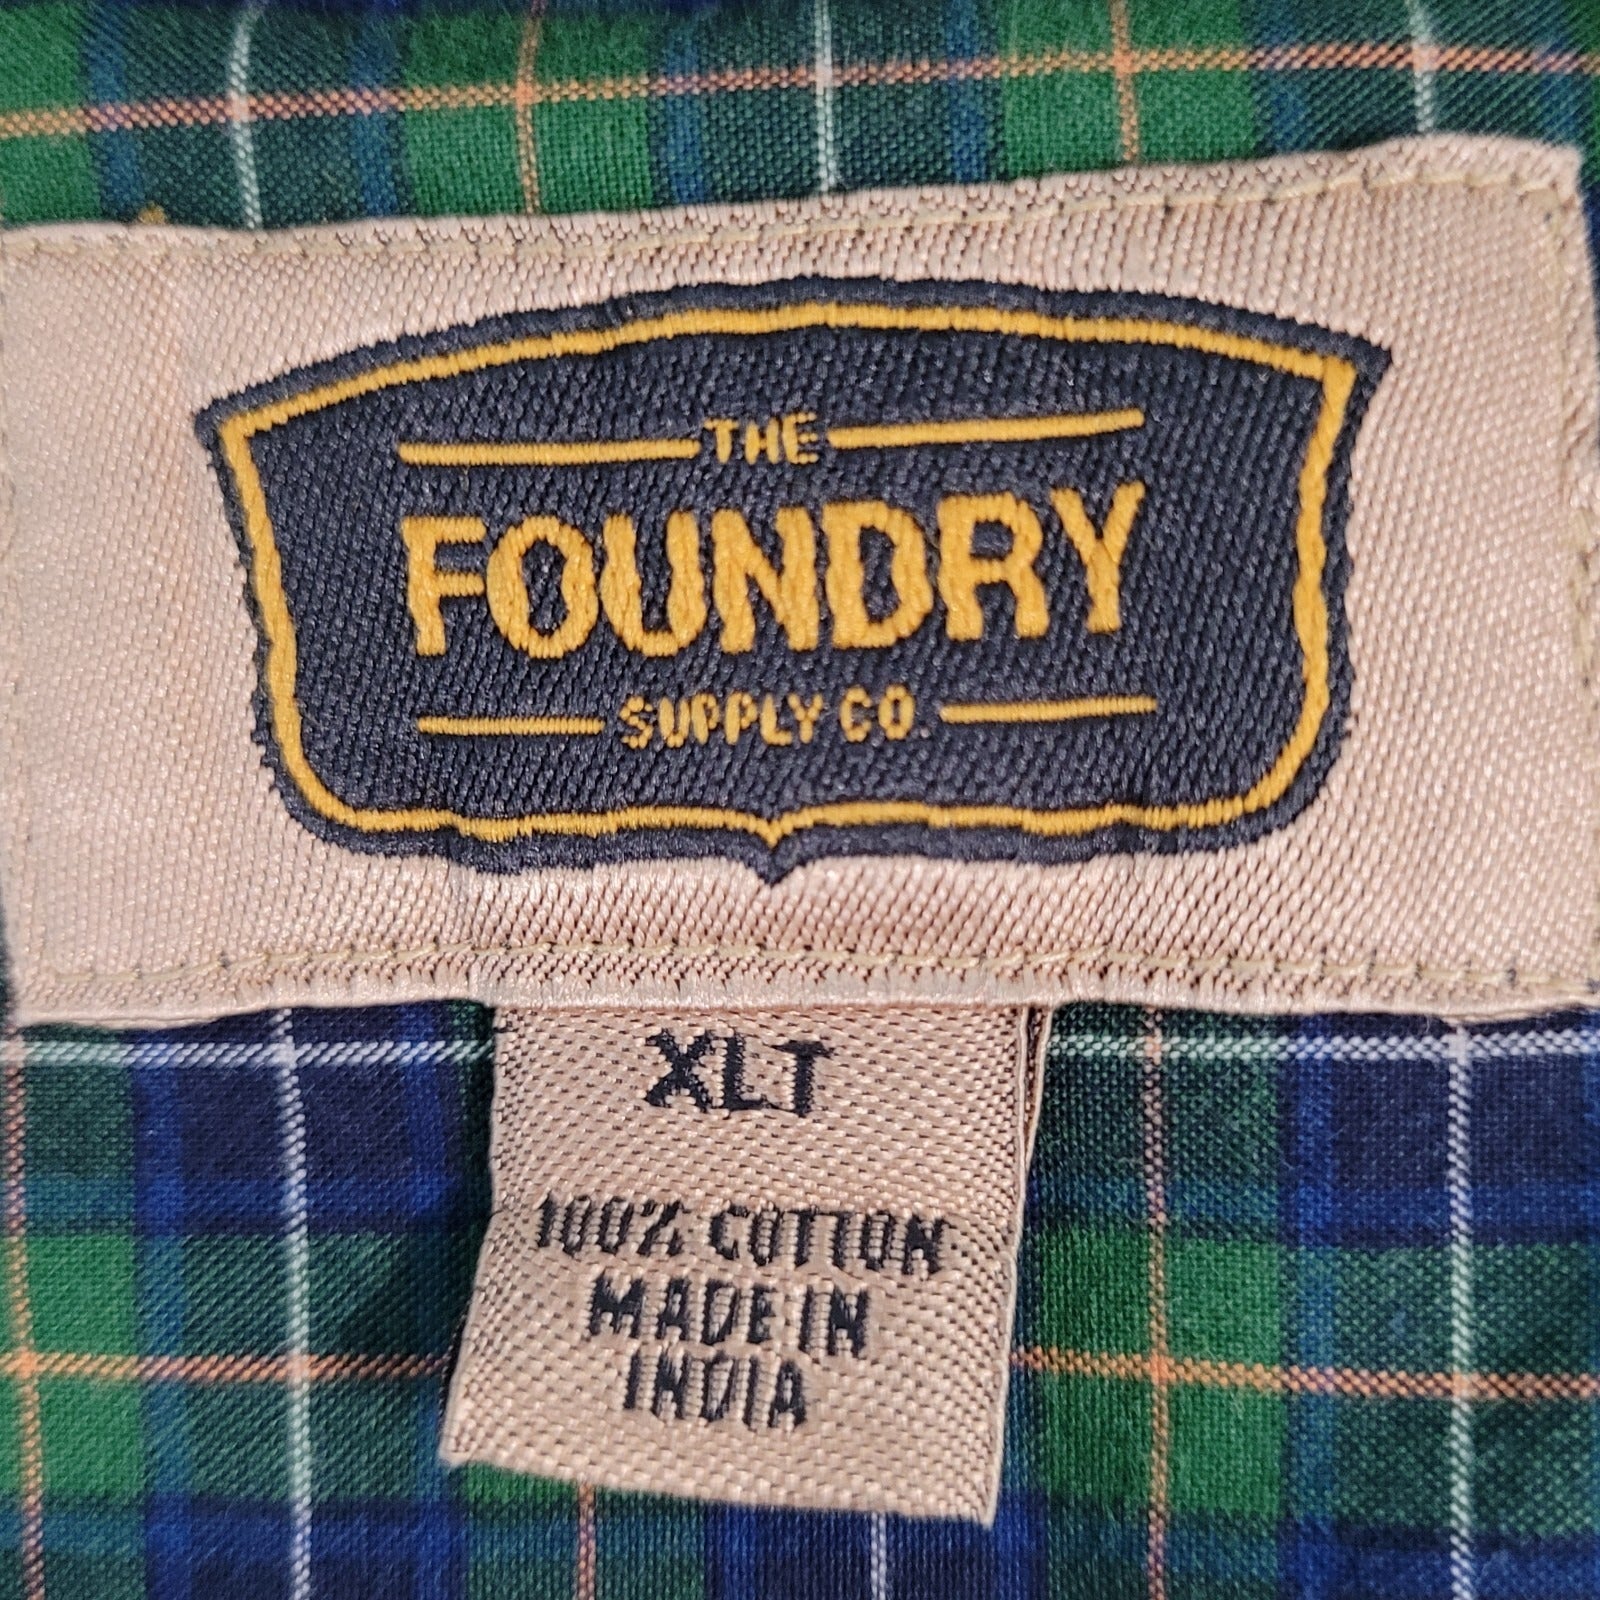 THE
FOUNDRY
SUPPLY CO.
XLT
100% COTTON
MADE IN
INDIA